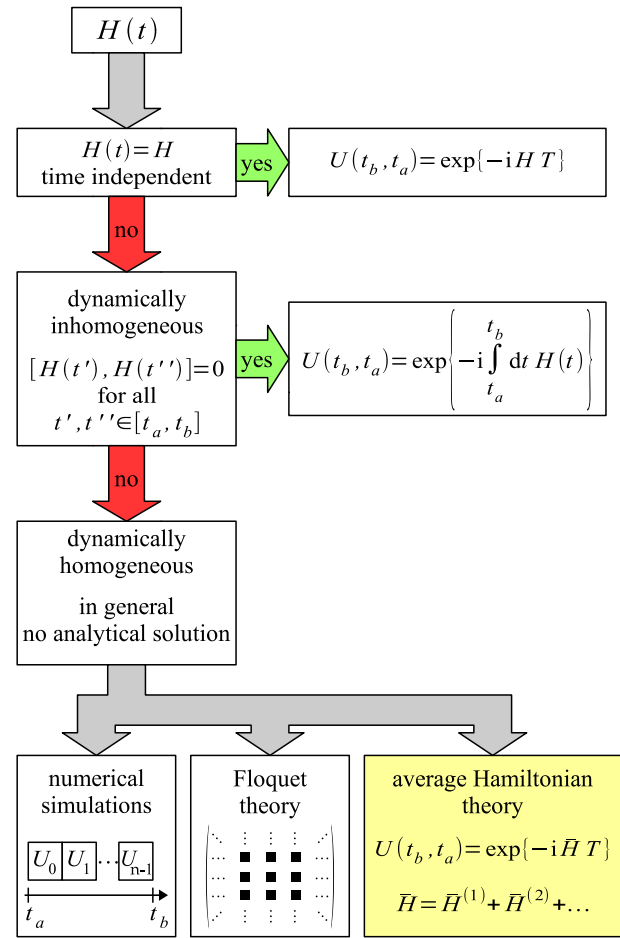 H(t)
H(t)=H
time independent
yes
U(t_b,t_a)=exp{−i H T}
no
dynamically
inhomogeneous
[H(t'),H(t'')]=0
for all
t',t''∈[t_a,t_b]
yes
U(t_b,t_a)=exp{−i∫_{t_a}^{t_b} dt H(t)}
no
dynamically
homogeneous
in general
no analytical solution
numerical
simulations
U_0 U_1 ... U_{n-1}
t_a t_b
Floquet
theory
average Hamiltonian
theory
U(t_b,t_a)=exp{−i H̄ T}
H̄=H̄^(1)+H̄^(2)+...